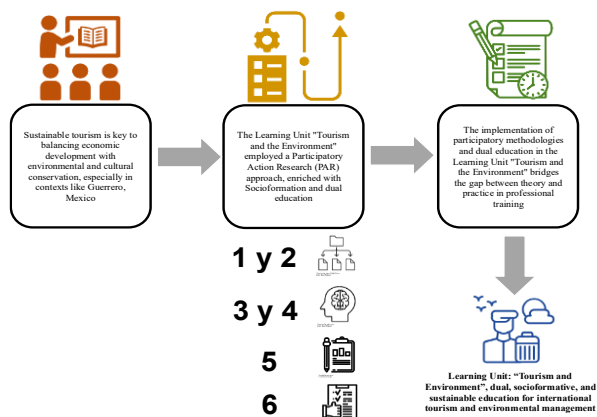 Sustainable tourism is key to
balancing economic
development with
environmental and cultural
conservation, especially in
contexts like Guerrero,
Mexico
The Learning Unit "Tourism
and the Environment"
employed a Participatory
Action Research (PAR)
approach, enriched with
Socioformation and dual
education
The implementation of
participatory methodologies
and dual education in the
Learning Unit "Tourism and
the Environment" bridges
the gap between theory and
practice in professional
training
1 y 2
3 y 4
5
6
Learning Unit: “Tourism and
Environment”, dual, socioformative, and
sustainable education for international
tourism and environmental management